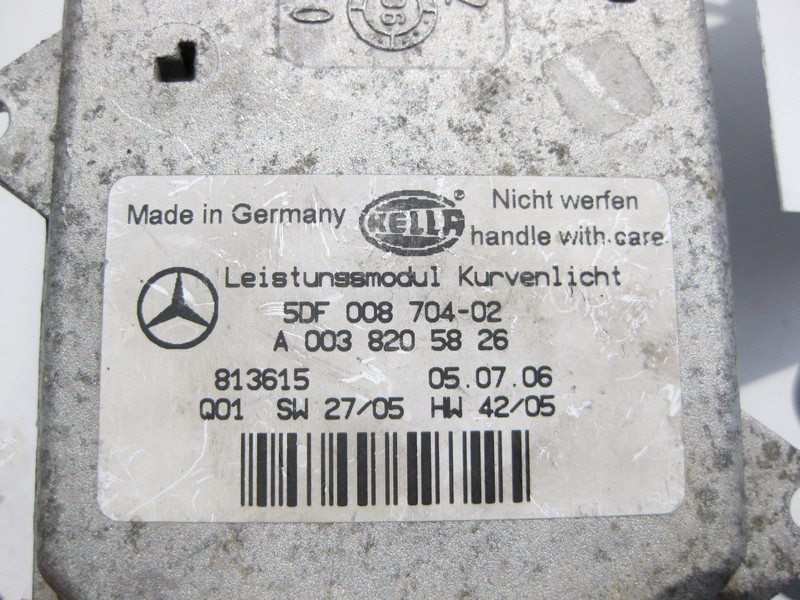 Made in Germany
HELLA ®
Nicht werfen
handle with care
Leistungsmodul Kurvenlicht
5DF 008 704-02
A 003 820 58 26
813615 05.07.06
Q01 SW 27/05 HW 42/05